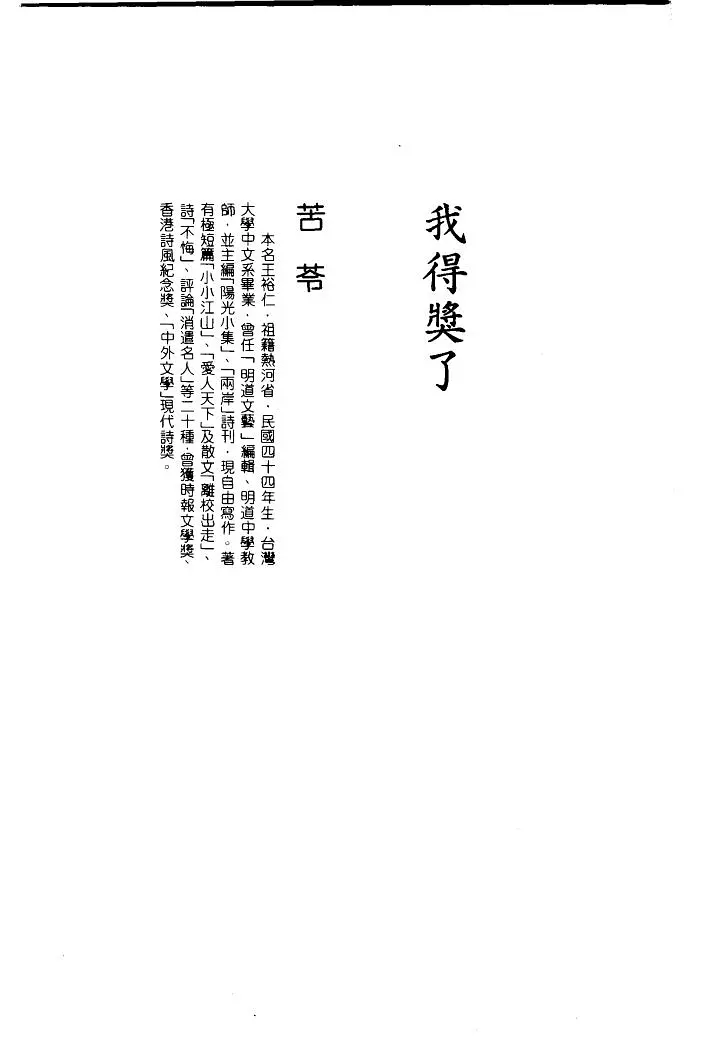 我得獎了
苦苓
本名王裕仁．祖籍熱河省．民國四十四年生．台灣
大學中文系畢業．曾任「明道文藝」編輯、明道中學教
師．並主編「陽光小集」、「兩岸」詩刊．現自由寫作。著
有極短篇「小小江山」、「愛人天下」及散文「離校出走」、
詩「不悔」、評論「消遣名人」等二十種．曾獲時報文學獎、
香港詩風紀念獎、「中外文學」現代詩獎。